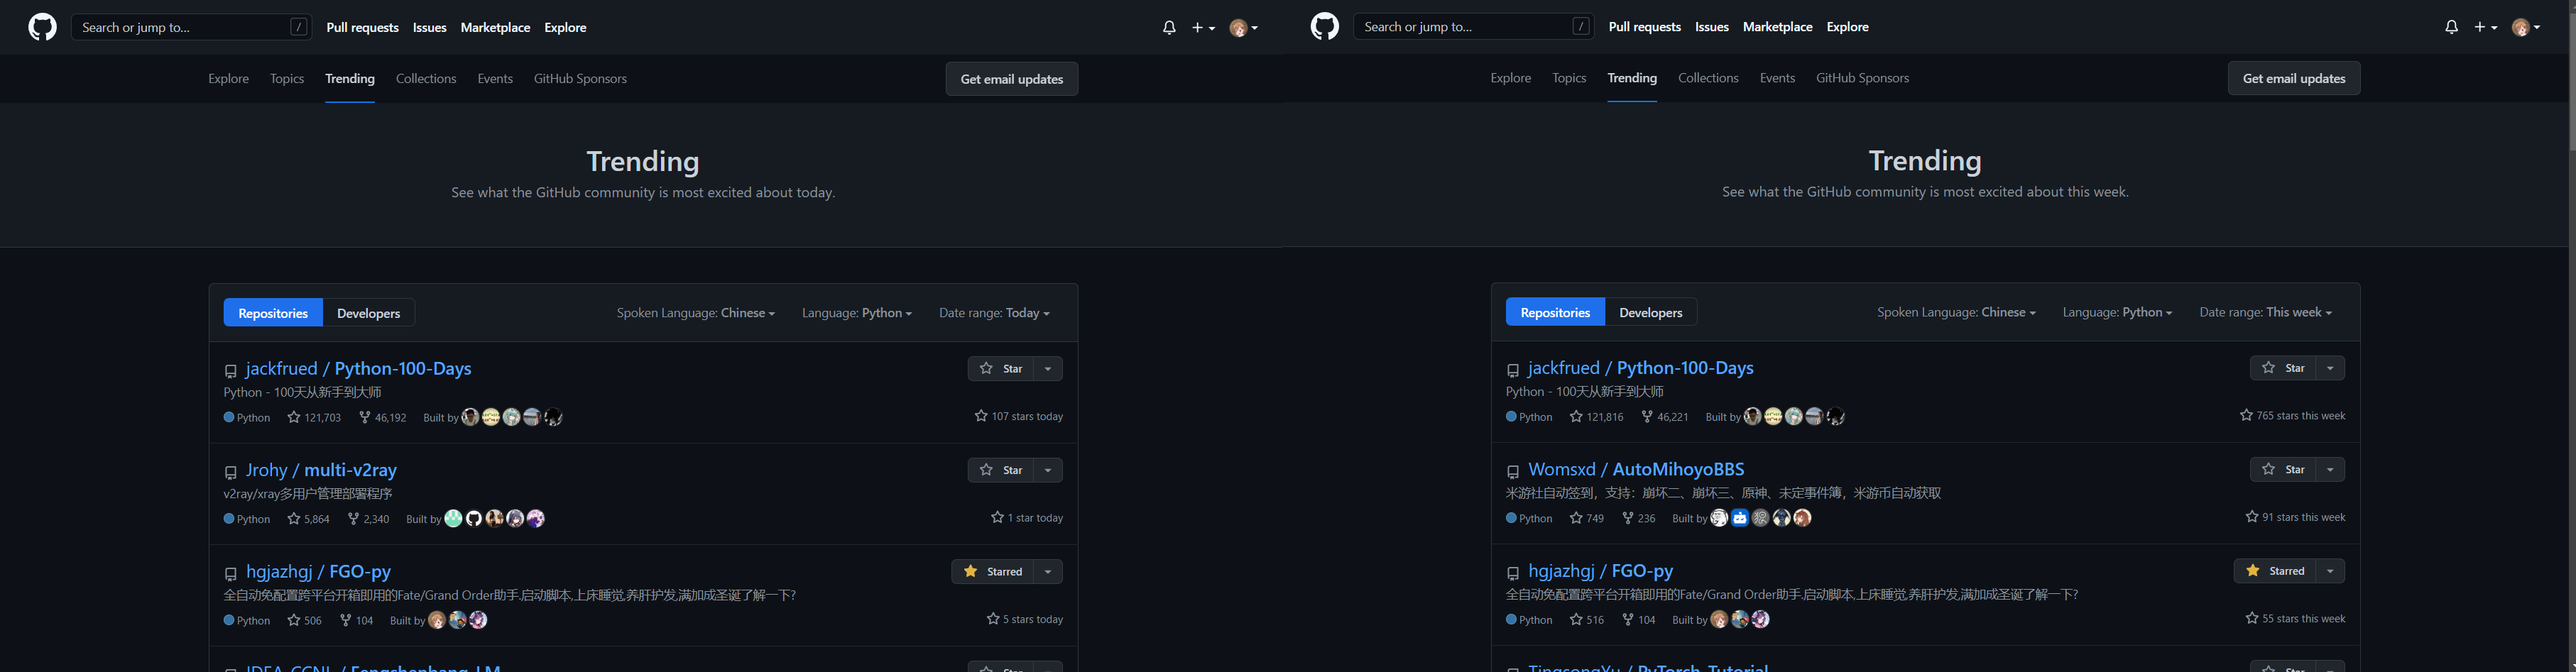 Search or jump to... /
Pull requests Issues Marketplace Explore
Explore Topics Trending Collections Events GitHub Sponsors
Get email updates
Trending
See what the GitHub community is most excited about today.
Repositories Developers
Spoken Language: Chinese Language: Python Date range: Today
jackfrued / Python-100-Days
Star
Python - 100天从新手到大师
Python 121,703 46,192 Built by
107 stars today
Jrohy / multi-v2ray
Star
v2ray/xray多用户管理部署程序
Python 5,864 2,340 Built by
1 star today
hgjazhgj / FGO-py
Starred
全自动免配置跨平台开箱即用的Fate/Grand Order助手.启动脚本,上床睡觉,养肝护发,满加成圣诞了解一下?
Python 506 104 Built by
5 stars today
IDEA-CCNL / Fengshenbang-LM
Star
Search or jump to... /
Pull requests Issues Marketplace Explore
Explore Topics Trending Collections Events GitHub Sponsors
Get email updates
Trending
See what the GitHub community is most excited about this week.
Repositories Developers
Spoken Language: Chinese Language: Python Date range: This week
jackfrued / Python-100-Days
Star
Python - 100天从新手到大师
Python 121,816 46,221 Built by
765 stars this week
Womsxd / AutoMihoyoBBS
Star
米游社自动签到，支持：崩坏二、崩坏三、原神、未定事件簿，米游币自动获取
Python 749 236 Built by
91 stars this week
hgjazhgj / FGO-py
Starred
全自动免配置跨平台开箱即用的Fate/Grand Order助手.启动脚本,上床睡觉,养肝护发,满加成圣诞了解一下?
Python 516 104 Built by
55 stars this week
TingsongYu / PyTorch_Tutorial
Star